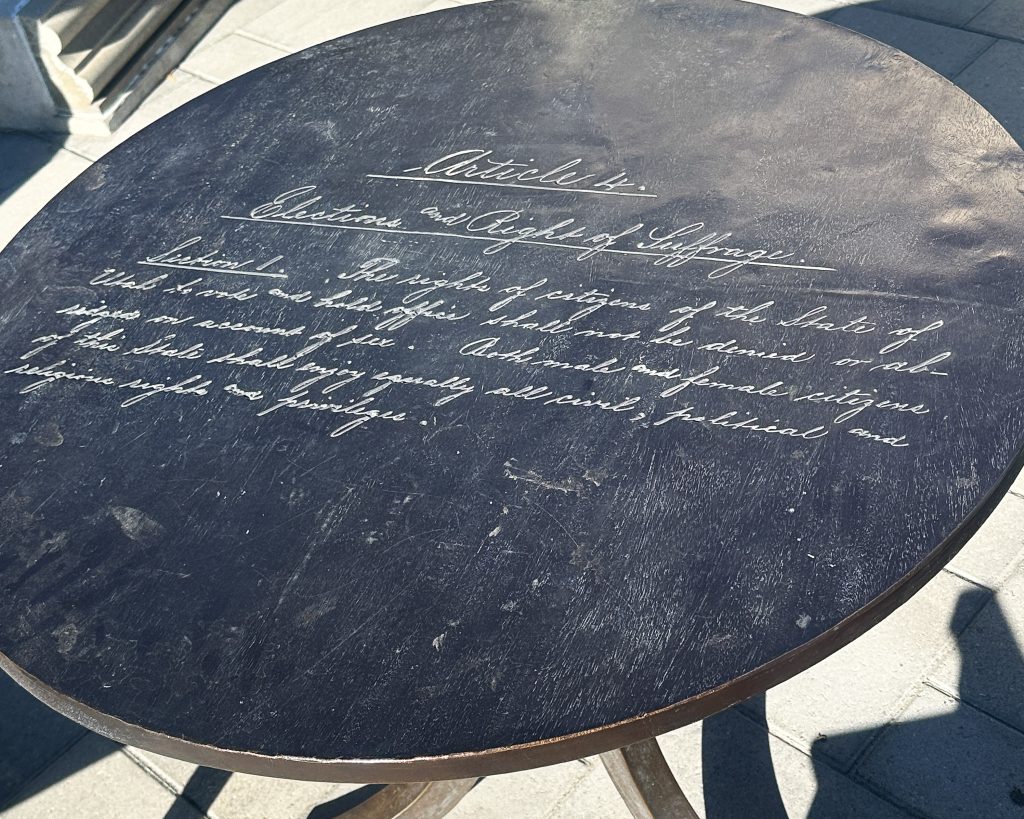 Article 4.
Elections and Right of Suffrage.
Section 1. The rights of citizens of the State of
Utah to vote and hold office shall not be denied or ab-
ridged on account of sex. Both male and female citizens
of this State shall enjoy equally all civil, political and
religious rights and privileges.